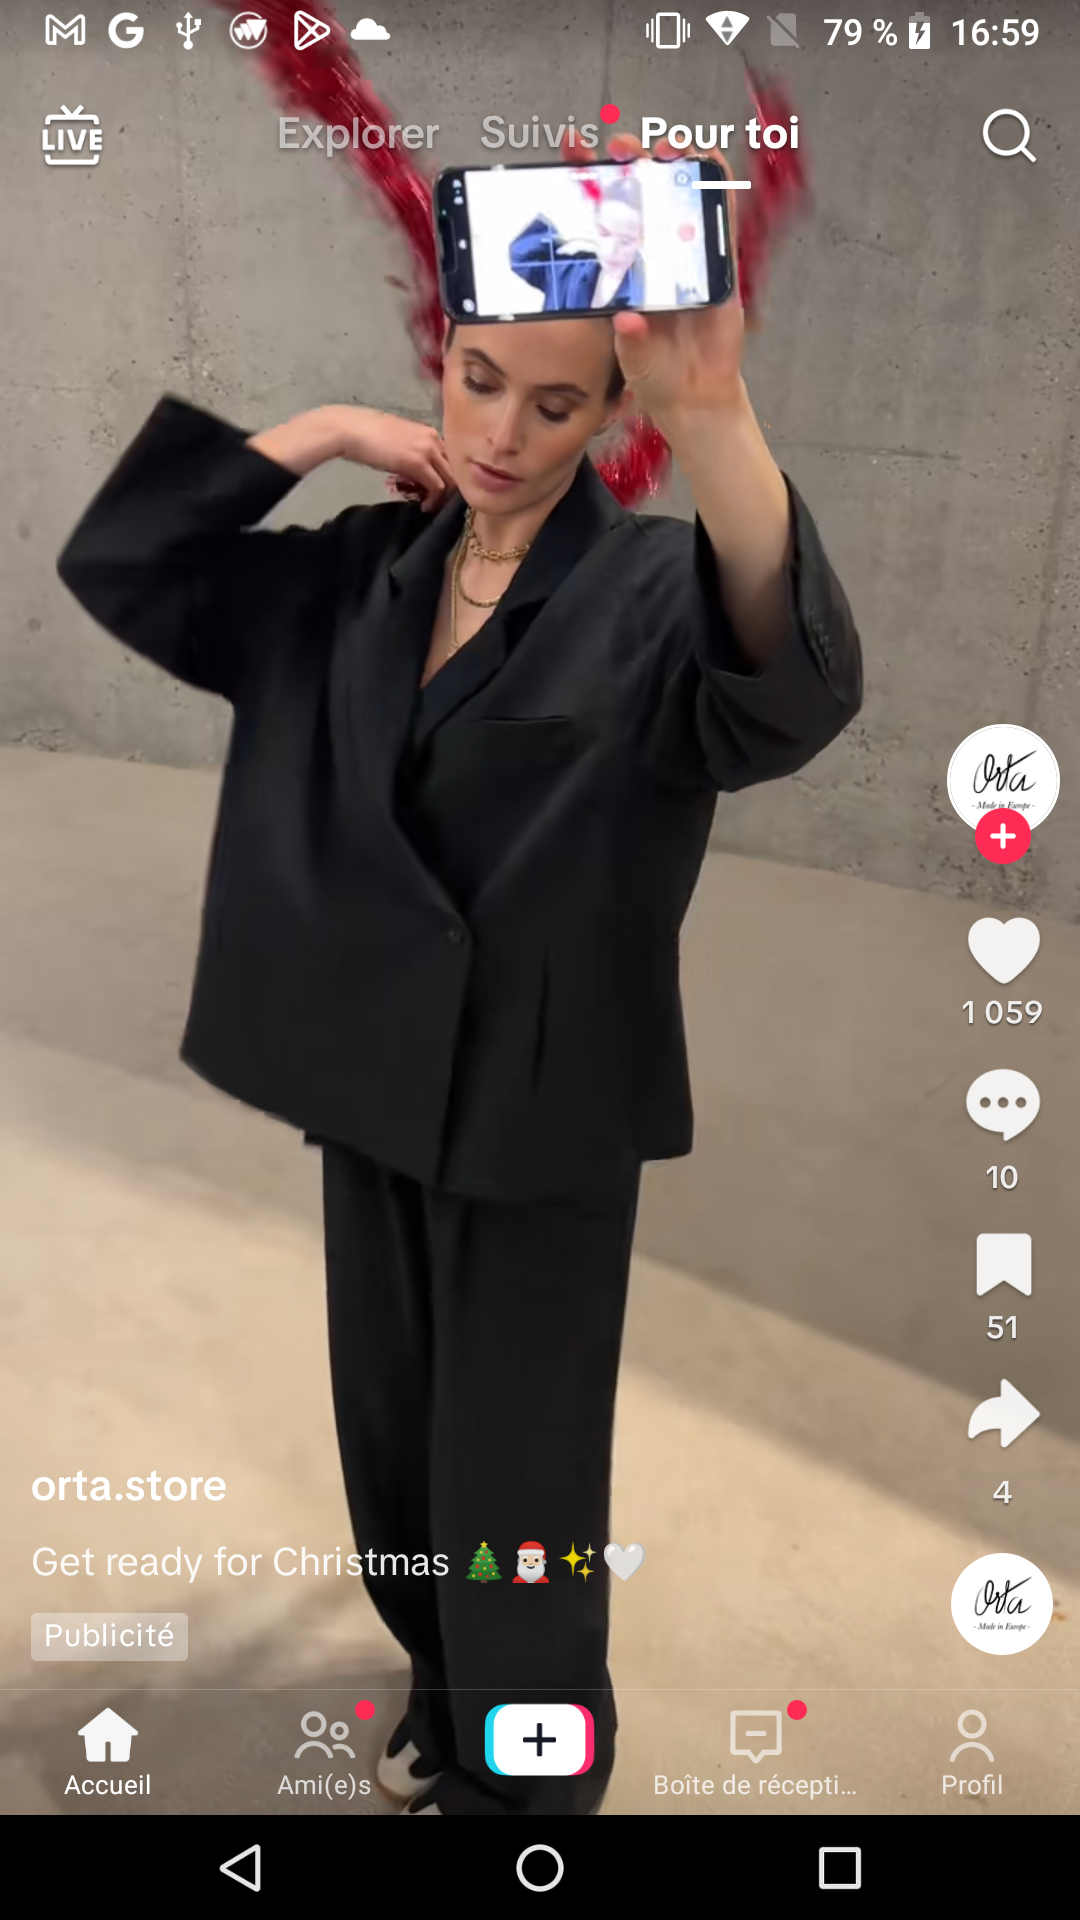 79 % 16:59
LIVE Explorer Suivis Pour toi
Orta
- Made in Europe -
1 059
10
51
4
orta.store
Get ready for Christmas 🎄🎅🏻✨🤍
Publicité
Orta
- Made in Europe -
Accueil Ami(e)s Boîte de récepti... Profil